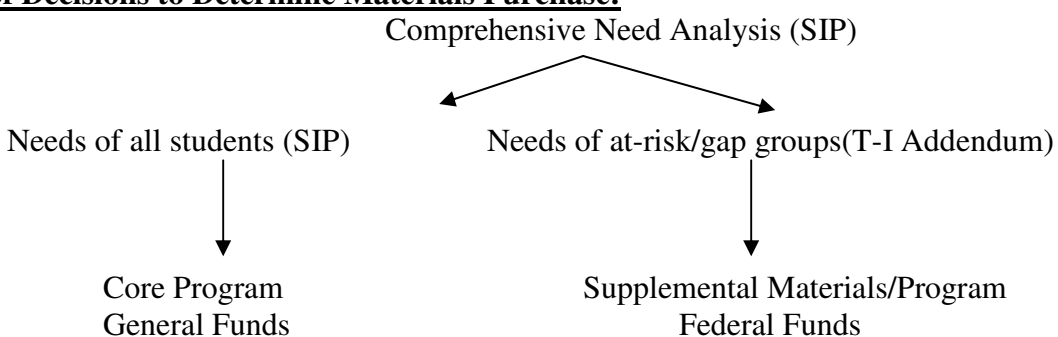 Decisions to Determine Materials Purchase:
Comprehensive Need Analysis (SIP)
Needs of all students (SIP)
Needs of at-risk/gap groups(T-I Addendum)
Core Program
General Funds
Supplemental Materials/Program
Federal Funds